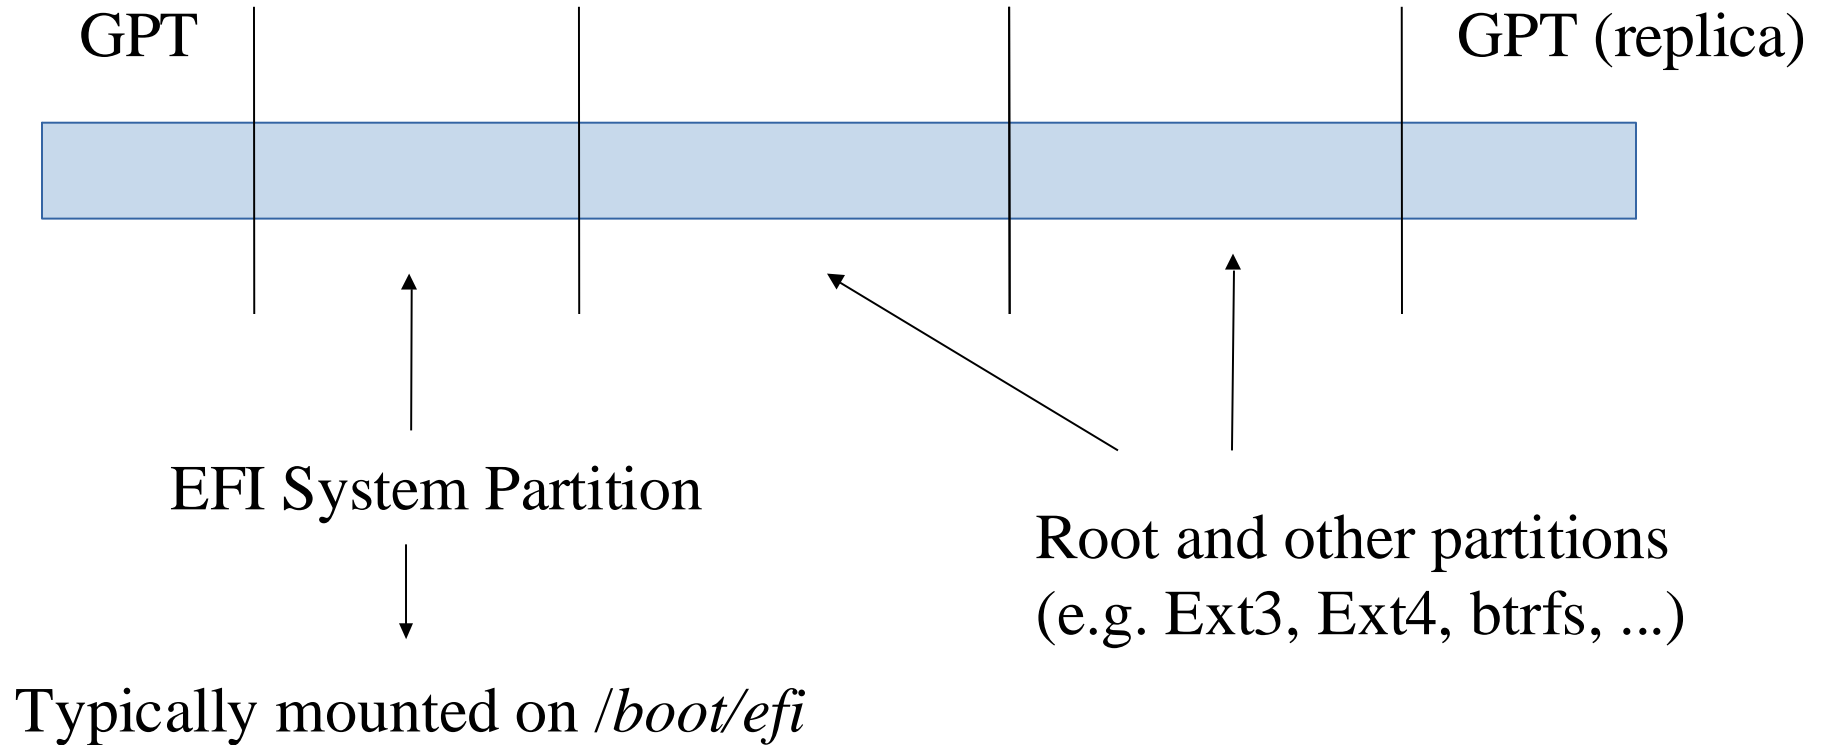 GPT
GPT (replica)
EFI System Partition
Root and other partitions
(e.g. Ext3, Ext4, btrfs, ...)
Typically mounted on /boot/efi